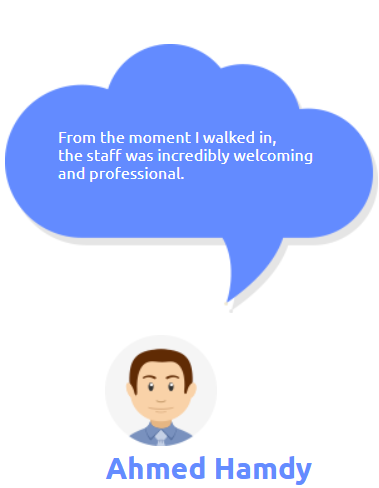 From the moment I walked in,
the staff was incredibly welcoming
and professional.
Ahmed Hamdy